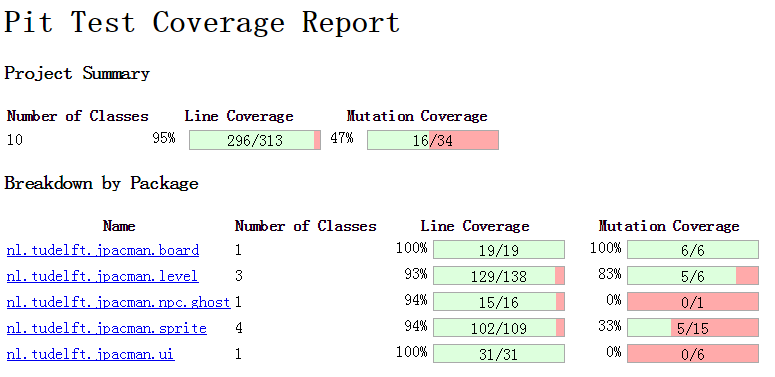 Pit Test Coverage Report
Project Summary
Number of Classes Line Coverage Mutation Coverage
10 95% 296/313 47% 16/34
Breakdown by Package
Name Number of Classes Line Coverage Mutation Coverage
nl.tudelft.jpacman.board 1 100% 19/19 100% 6/6
nl.tudelft.jpacman.level 3 93% 129/138 83% 5/6
nl.tudelft.jpacman.npc.ghost 1 94% 15/16 0% 0/1
nl.tudelft.jpacman.sprite 4 94% 102/109 33% 5/15
nl.tudelft.jpacman.ui 1 100% 31/31 0% 0/6